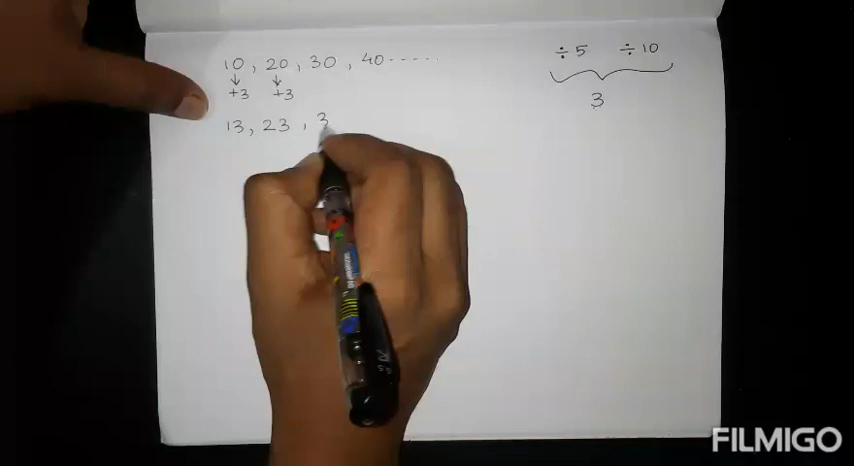 10, 20, 30, 40.....
↓ ↓
+3 +3
13, 23, 3
÷5 ÷10
3
FILMIGO